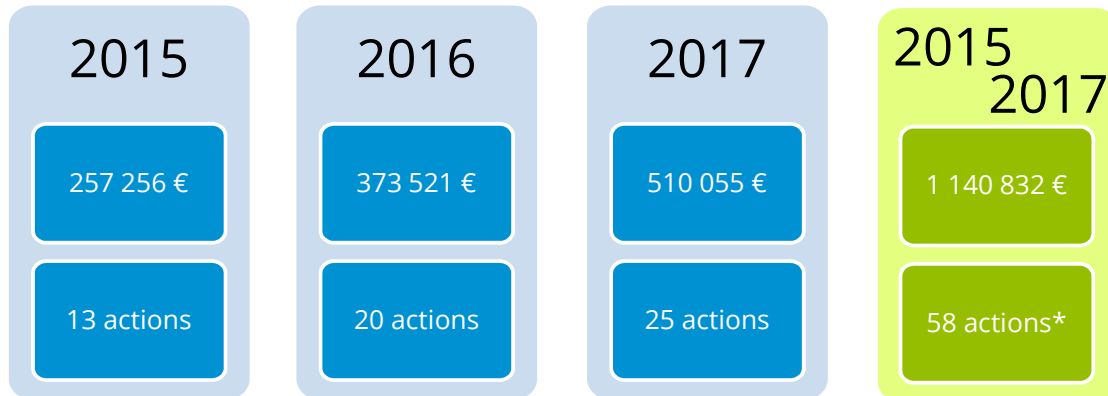 2015
257 256 €
13 actions
2016
373 521 €
20 actions
2017
510 055 €
25 actions
2015
2017
1 140 832 €
58 actions*